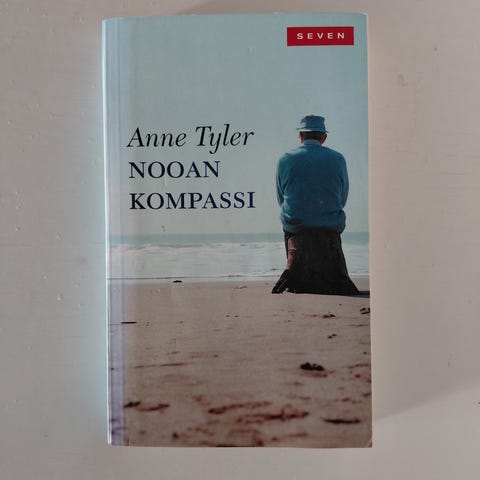 SEVEN
Anne Tyler
NOOAN
KOMPASSI